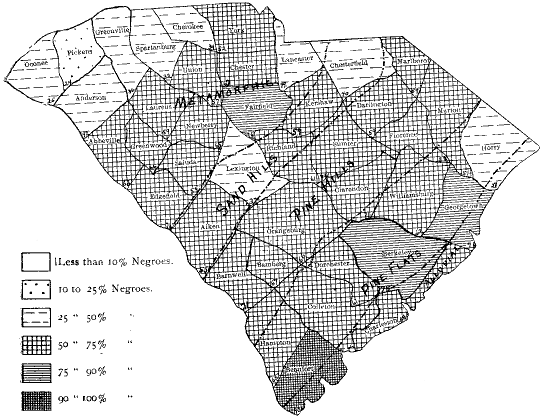 Cherokee
York
Greenville
Pickens
Oconee
Spartanburg
Union
Chester
Lancaster
Chesterfield
Marlboro
Anderson
Laurens
METAMORPHIC
Fairfield
Kershaw
Darlington
Marion
Newberry
Abbeville
Greenwood
Saluda
Lexington
Richland
Sumter
Florence
Horry
SAND HILLS
PINE HILLS
Clarendon
Williamsburg
Edgefield
Georgetown
Aiken
Orangeburg
Berkeley
Bamberg
Dorchester
PINE FLATS
ALLUVIAL
Barnwell
Colleton
Charleston
Hampton
Beaufort
Less than 10% Negroes.
10 to 25% Negroes.
25 " 50% "
50 " 75% "
75 " 90% "
90 " 100% "